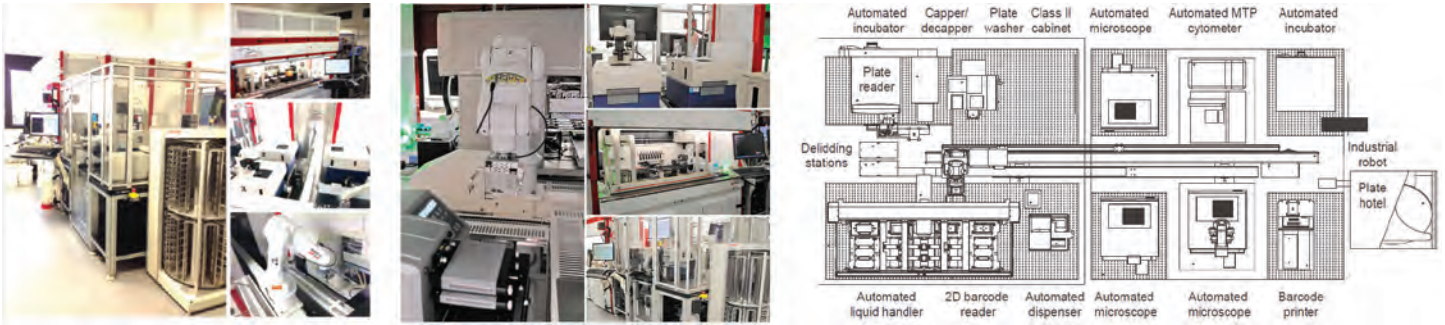 Automated Capper/ Plate Class II Automated Automated MTP Automated
incubator decapper washer cabinet microscope cytometer incubator
Plate
reader
Delidding
stations
Industrial
robot
Plate
hotel
Automated 2D barcode Automated Automated Automated Barcode
liquid handler reader dispenser microscope microscope printer